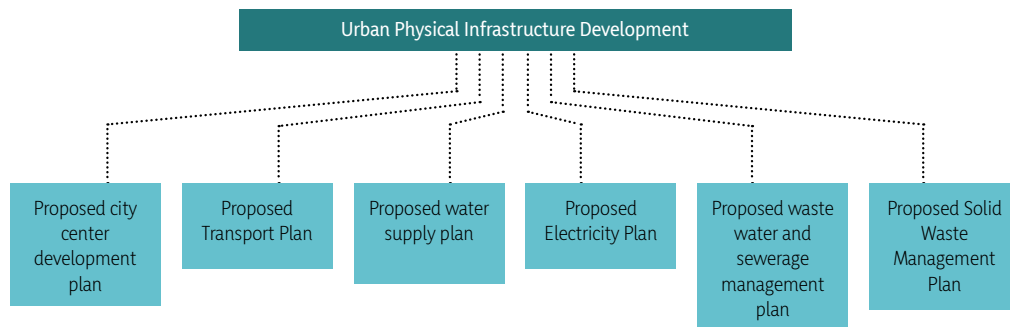 Urban Physical Infrastructure Development
Proposed city
center
development
plan
Proposed
Transport Plan
Proposed water
supply plan
Proposed
Electricity Plan
Proposed waste
water and
sewerage
management
plan
Proposed Solid
Waste
Management
Plan